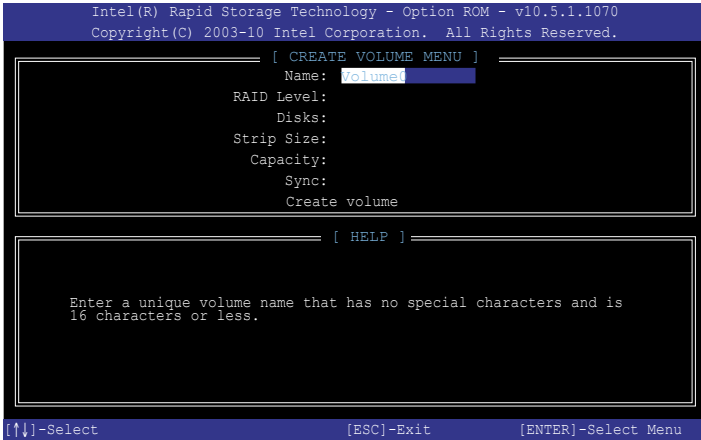 Intel(R) Rapid Storage Technology - Option ROM - v10.5.1.1070
Copyright(C) 2003-10 Intel Corporation. All Rights Reserved.
[ CREATE VOLUME MENU ]
Name: Volume0
RAID Level:
Disks:
Strip Size:
Capacity:
Sync:
Create volume
[ HELP ]
Enter a unique volume name that has no special characters and is
16 characters or less.
[↑↓]-Select [ESC]-Exit [ENTER]-Select Menu